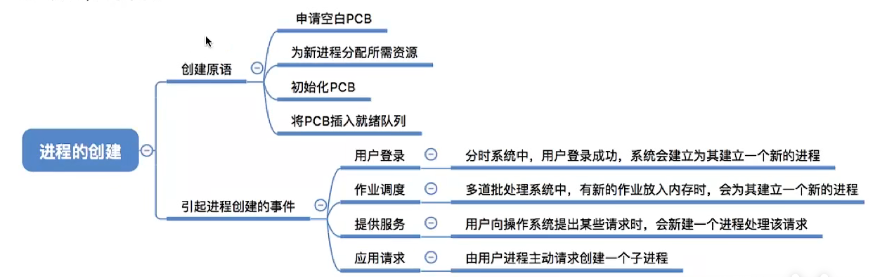 进程的创建
创建原语
申请空白PCB
为新进程分配所需资源
初始化PCB
将PCB插入就绪队列
引起进程创建的事件
用户登录
分时系统中，用户登录成功，系统会建立为其建立一个新的进程
作业调度
多道批处理系统中，有新的作业放入内存时，会为其建立一个新的进程
提供服务
用户向操作系统提出某些请求时，会新建一个进程处理该请求
应用请求
由用户进程主动请求创建一个子进程